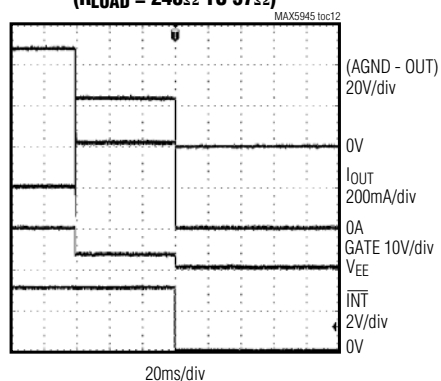 (RLOAD = 240Ω TO 57Ω)
MAX5945 toc12
(AGND - OUT)
20V/div
0V
IOUT
200mA/div
0A
GATE 10V/div
VEE
INT
2V/div
0V
20ms/div